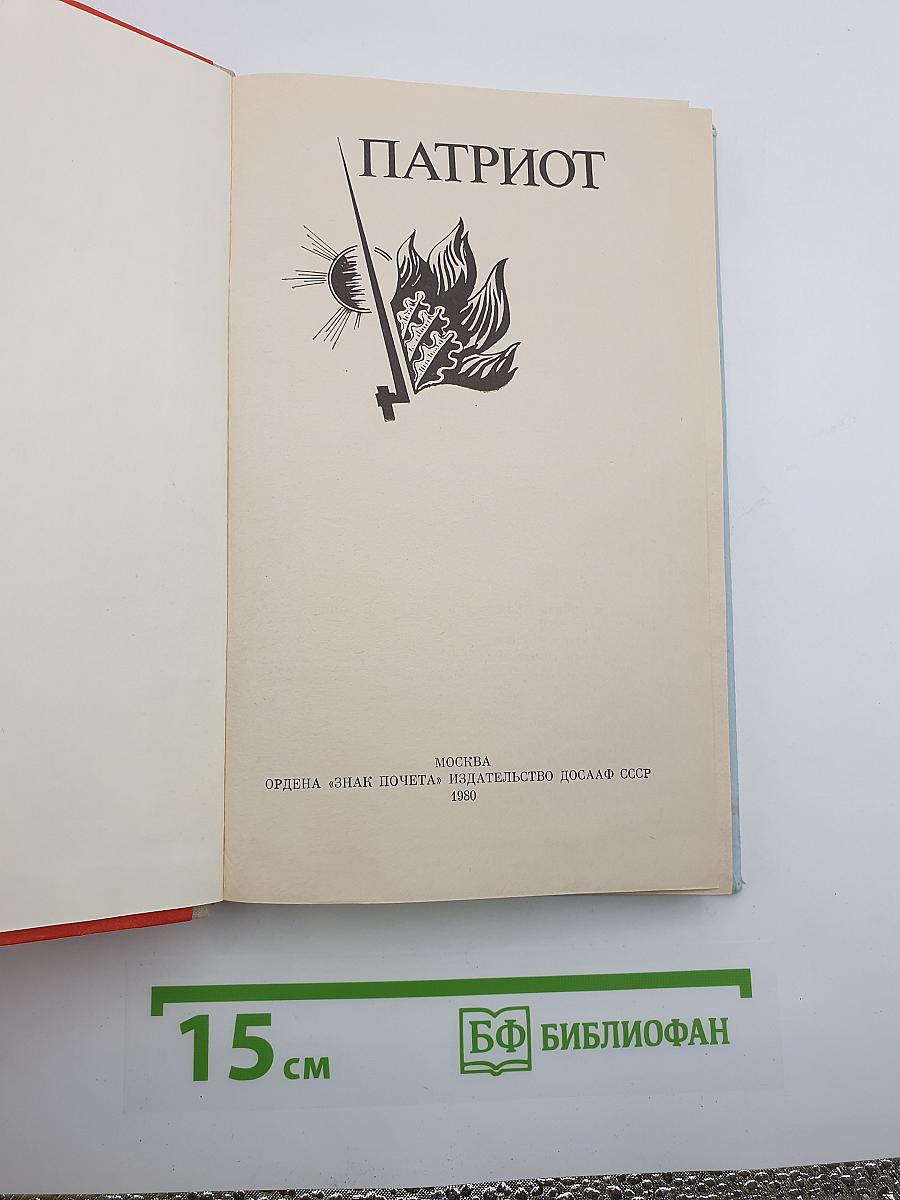 ПАТРИОТ
МОСКВА
ОРДЕНА «ЗНАК ПОЧЕТА» ИЗДАТЕЛЬСТВО ДОСААФ СССР
1980
15 см
БФ БИБЛИОФАН